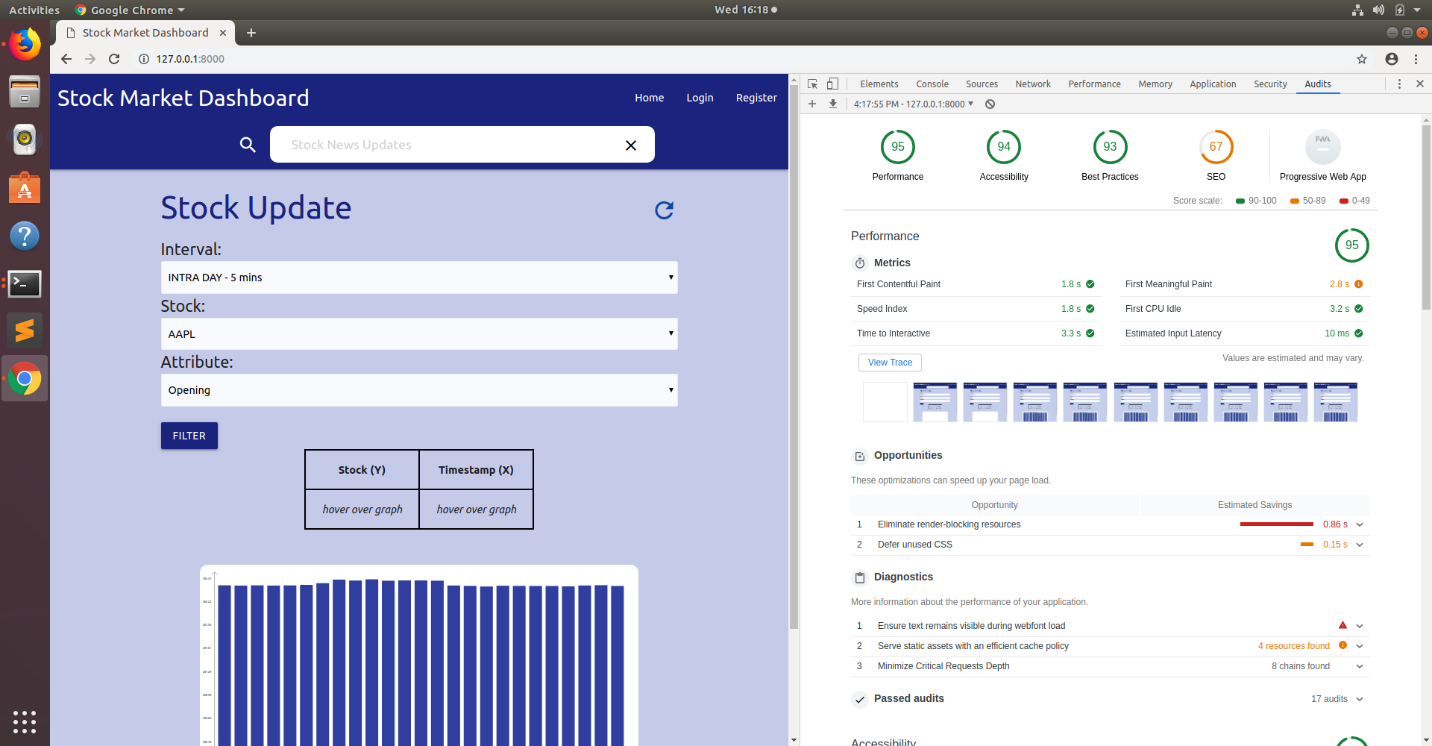 Activities Google Chrome Wed 16:18
Stock Market Dashboard
127.0.0.1:8000
Stock Market Dashboard Home Login Register
Stock News Updates
Stock Update
Interval:
INTRA DAY - 5 mins
Stock:
AAPL
Attribute:
Opening
FILTER
Stock (Y) Timestamp (X)
hover over graph hover over graph
Elements Console Sources Network Performance Memory Application Security Audits
4:17:55 PM - 127.0.0.1:8000
95 94 93 67 PWA
Performance Accessibility Best Practices SEO Progressive Web App
Score scale: 90-100 50-89 0-49
Performance 95
Metrics
First Contentful Paint 1.8 s First Meaningful Paint 2.8 s
Speed Index 1.8 s First CPU Idle 3.2 s
Time to Interactive 3.3 s Estimated Input Latency 10 ms
View Trace Values are estimated and may vary.
Opportunities
These optimizations can speed up your page load.
Opportunity Estimated Savings
1 Eliminate render-blocking resources 0.86 s
2 Defer unused CSS 0.15 s
Diagnostics
More information about the performance of your application.
1 Ensure text remains visible during webfont load
2 Serve static assets with an efficient cache policy 4 resources found
3 Minimize Critical Requests Depth 8 chains found
Passed audits 17 audits
Accessibility